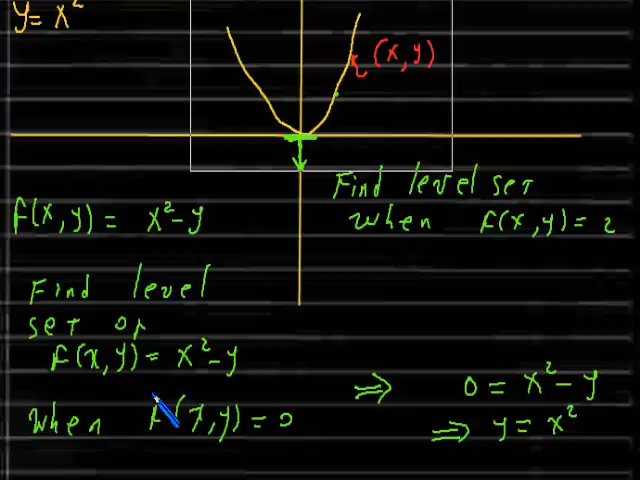 y = x²
(x, y)
Find level set
when f(x, y) = 2
f(x, y) = x² - y
Find level
set of
f(x, y) = x² - y
⇒ 0 = x² - y
when f(x, y) = 0
⇒ y = x²